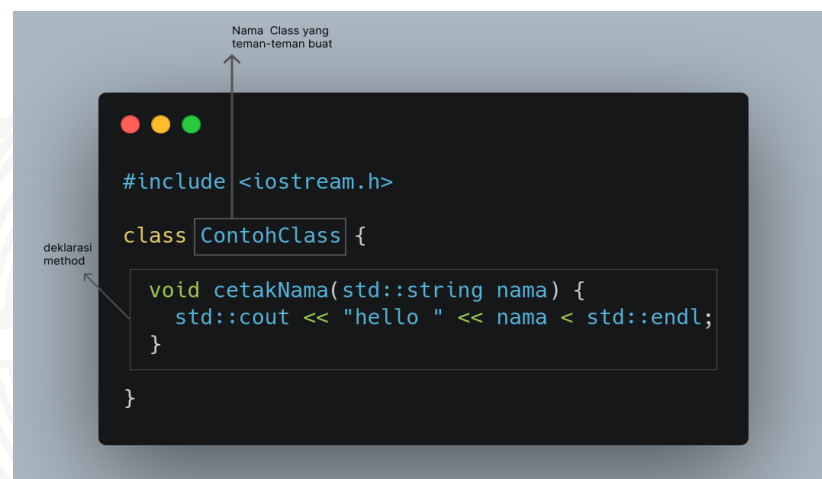 Nama Class yang
teman-teman buat
#include <iostream.h>
class ContohClass {
deklarasi
method
void cetakNama(std::string nama) {
std::cout << "hello " << nama < std::endl;
}
}